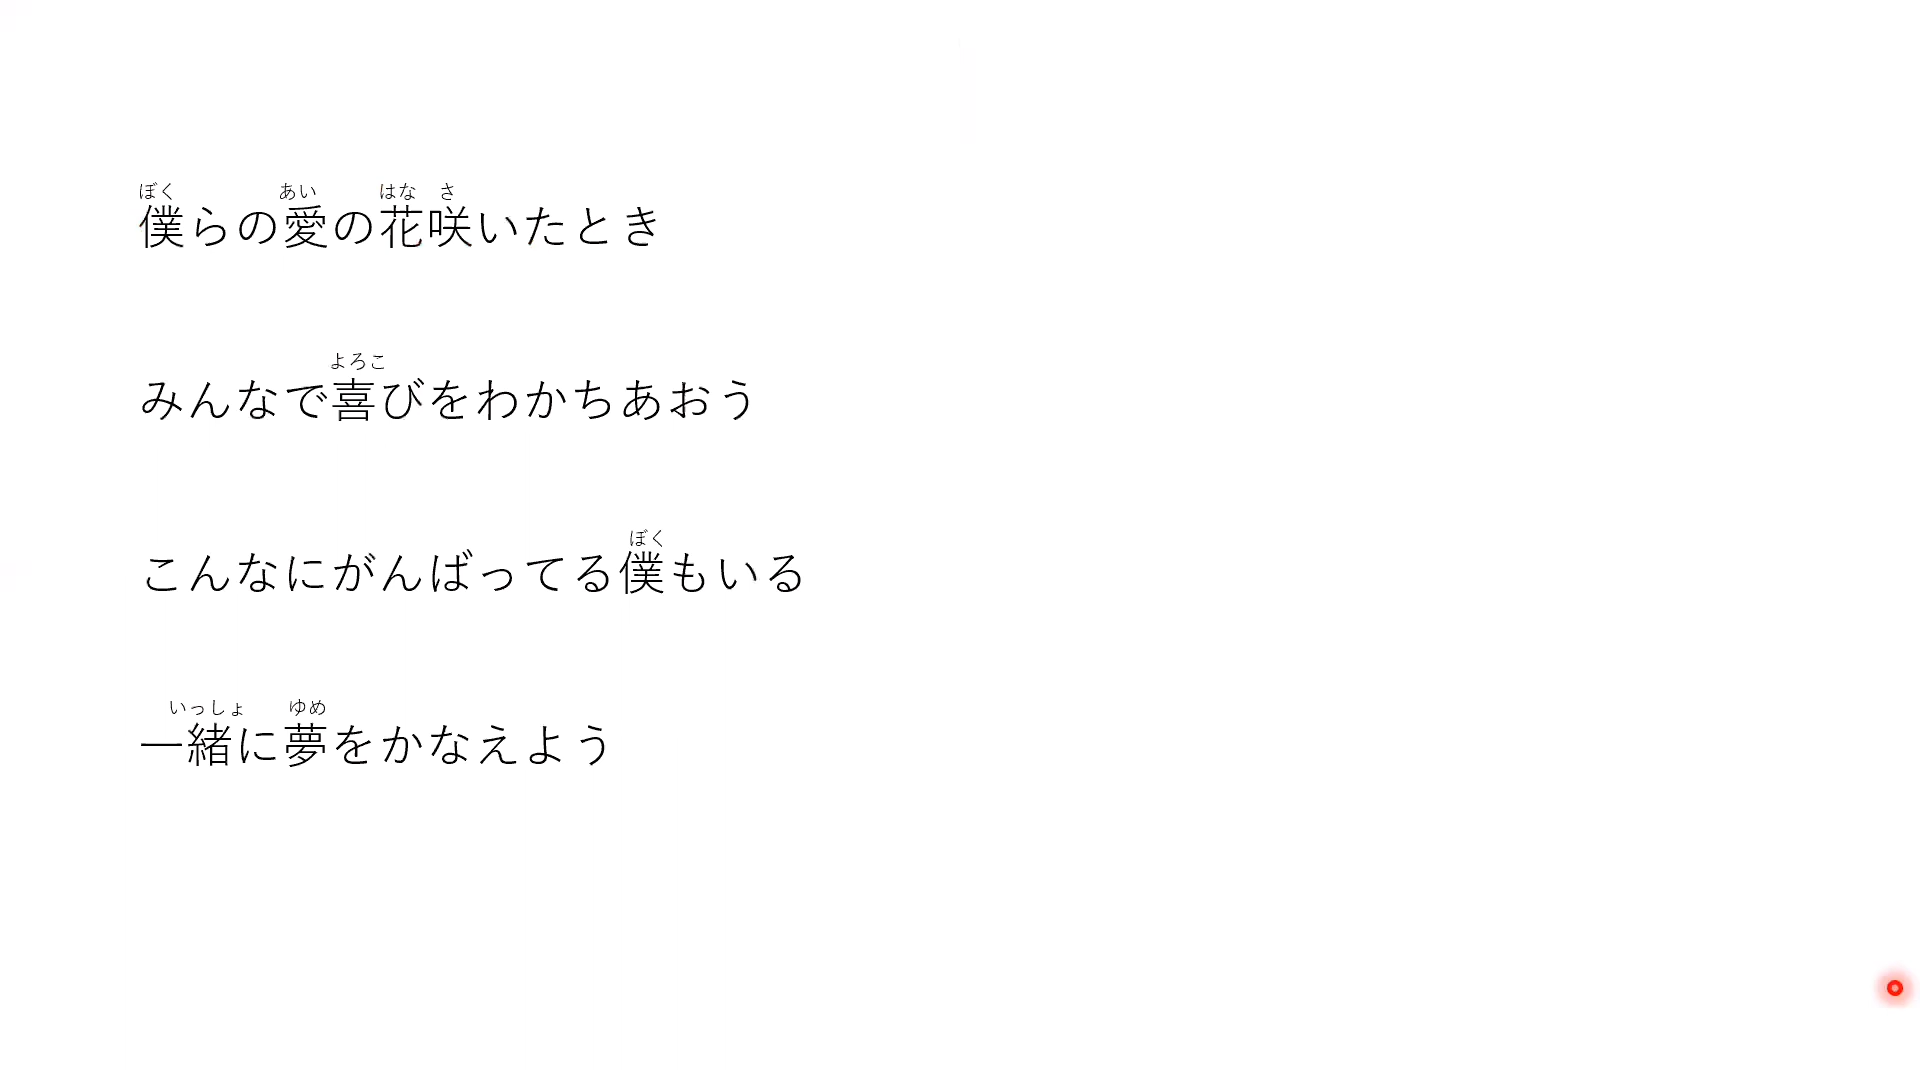 ぼく あい はな さ
僕らの愛の花咲いたとき
よろこ
みんなで喜びをわかちあおう
ぼく
こんなにがんばってる僕もいる
いっしょ ゆめ
一緒に夢をかなえよう